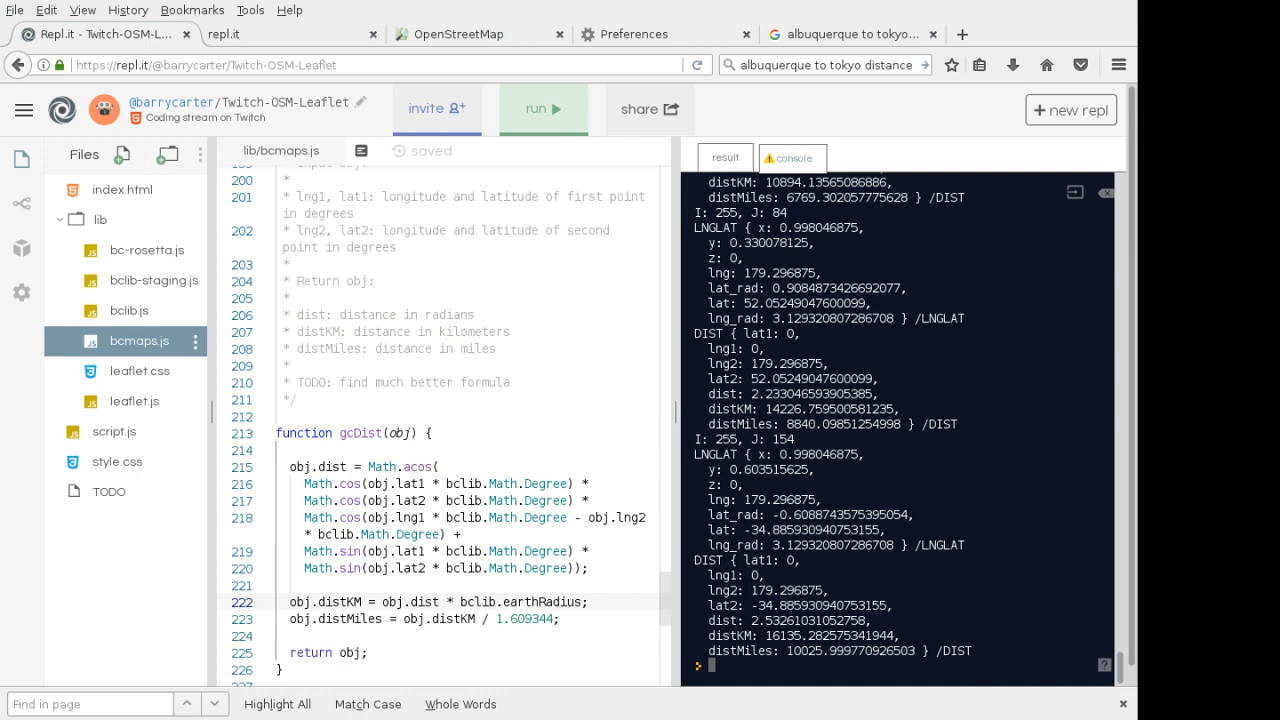 File Edit View History Bookmarks Tools Help
Repl.it - Twitch-OSM-L... × repl.it × OpenStreetMap × Preferences × albuquerque to tokyo... × +
https://repl.it/@barrycarter/Twitch-OSM-Leaflet albuquerque to tokyo distance
@barrycarter/Twitch-OSM-Leaflet
Coding stream on Twitch
invite
run
share
+ new repl
Files
index.html
lib
bc-rosetta.js
bclib-staging.js
bclib.js
bcmaps.js
leaflet.css
leaflet.js
script.js
style.css
TODO
lib/bcmaps.js saved
200 *
201 * lng1, lat1: longitude and latitude of first point
in degrees
202 * lng2, lat2: longitude and latitude of second
point in degrees
203 *
204 * Return obj:
205 *
206 * dist: distance in radians
207 * distKM: distance in kilometers
208 * distMiles: distance in miles
209 *
210 * TODO: find much better formula
211 */
212
213 function gcDist(obj) {
214
215 obj.dist = Math.acos(
216 Math.cos(obj.lat1 * bclib.Math.Degree) *
217 Math.cos(obj.lat2 * bclib.Math.Degree) *
218 Math.cos(obj.lng1 * bclib.Math.Degree - obj.lng2
* bclib.Math.Degree) +
219 Math.sin(obj.lat1 * bclib.Math.Degree) *
220 Math.sin(obj.lat2 * bclib.Math.Degree));
221
222 obj.distKM = obj.dist * bclib.earthRadius;
223 obj.distMiles = obj.distKM / 1.609344;
224
225 return obj;
226 }
result console
distKM: 10894.13565086886,
distMiles: 6769.302057775628 } /DIST
I: 255, J: 84
LNGLAT { x: 0.998046875,
y: 0.330078125,
z: 0,
lng: 179.296875,
lat_rad: 0.9084873426692077,
lat: 52.05249047600099,
lng_rad: 3.129320807286708 } /LNGLAT
DIST { lat1: 0,
lng1: 0,
lng2: 179.296875,
lat2: 52.05249047600099,
dist: 2.233046593905385,
distKM: 14226.759500581235,
distMiles: 8840.09851254998 } /DIST
I: 255, J: 154
LNGLAT { x: 0.998046875,
y: 0.603515625,
z: 0,
lng: 179.296875,
lat_rad: -0.6088743575395054,
lat: -34.885930940753155,
lng_rad: 3.129320807286708 } /LNGLAT
DIST { lat1: 0,
lng1: 0,
lng2: 179.296875,
lat2: -34.885930940753155,
dist: 2.53261031052758,
distKM: 16135.282575341944,
distMiles: 10025.999770926503 } /DIST
Find in page Highlight All Match Case Whole Words ×